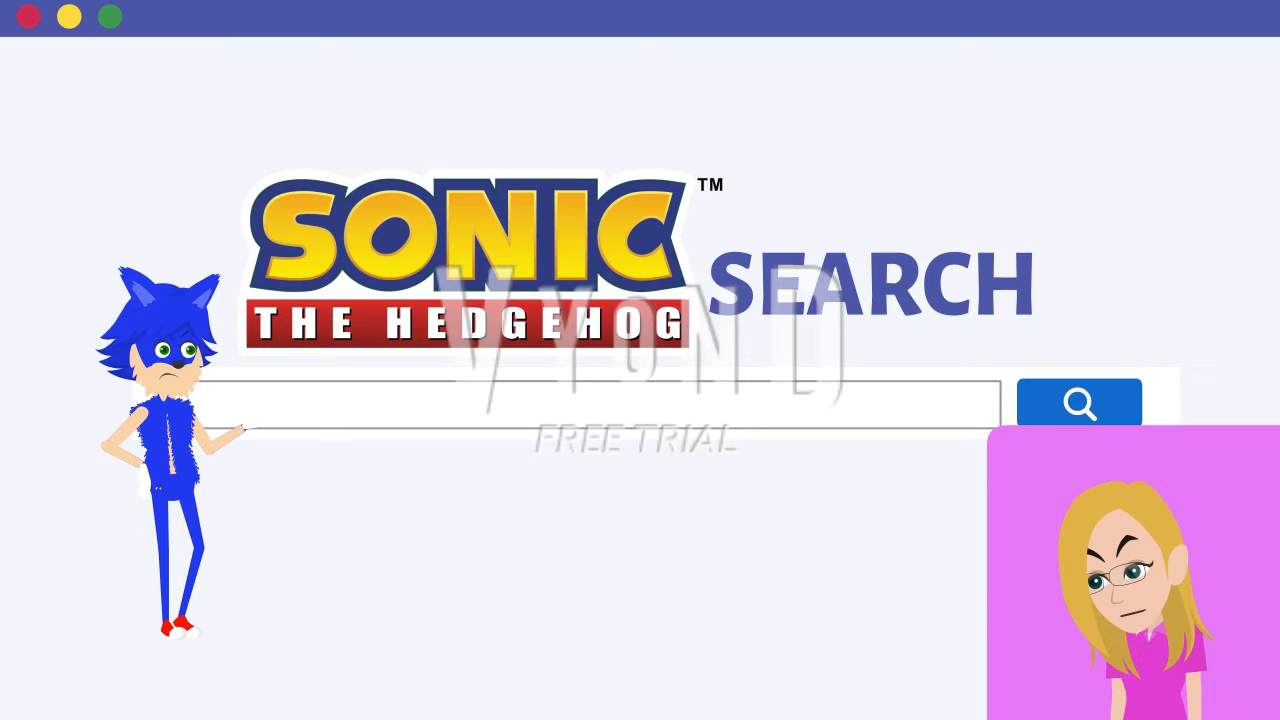 SONIC™
THE HEDGEHOG
SEARCH
VYOND
FREE TRIAL